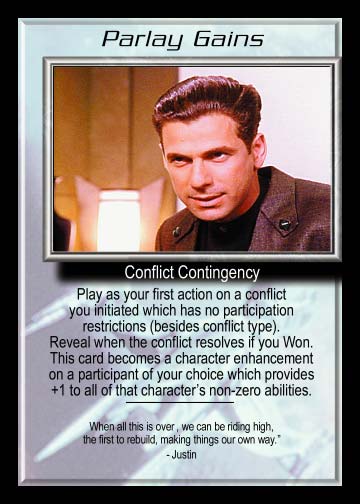 Parlay Gains
Conflict Contingency
Play as your first action on a conflict
you initiated which has no participation
restrictions (besides conflict type).
Reveal when the conflict resolves if you Won.
This card becomes a character enhancement
on a participant of your choice which provides
+1 to all of that character's non-zero abilities.
When all this is over , we can be riding high,
the first to rebuild, making things our own way."
- Justin